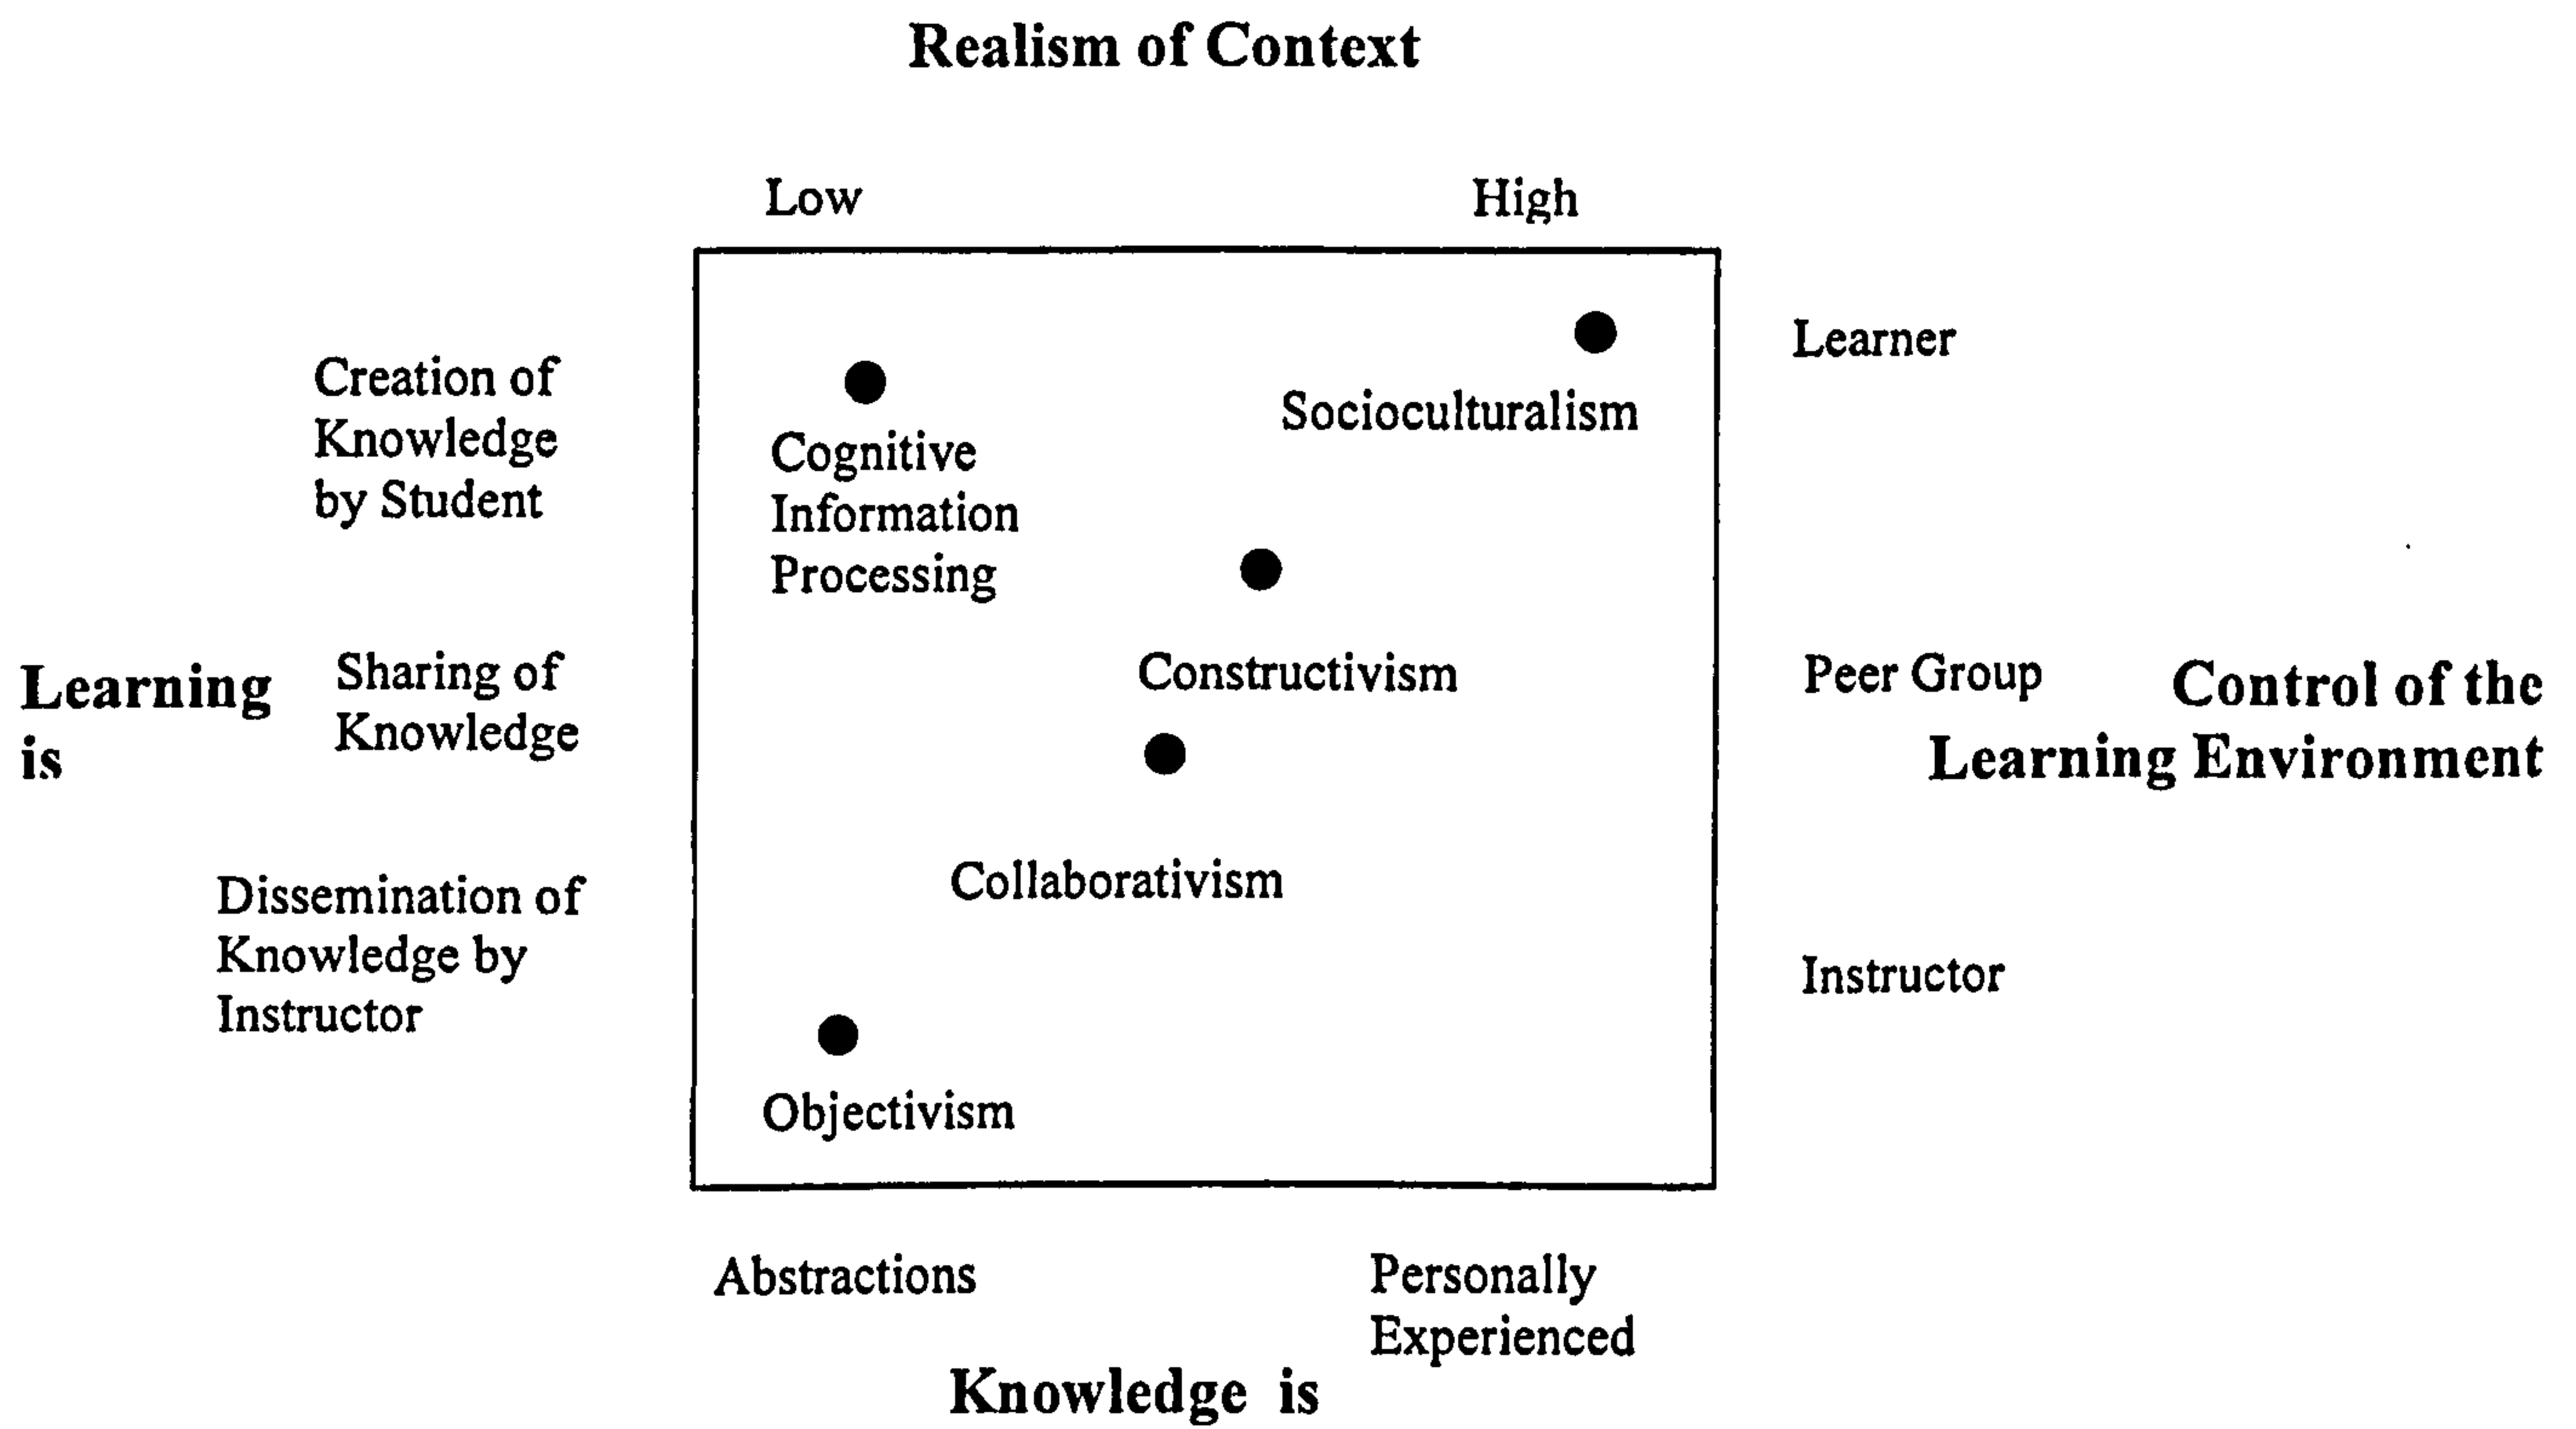 Realism of Context
Low High
Learner
Creation of
Knowledge
by Student
Socioculturalism
Cognitive
Information
Processing
Learning
is
Sharing of
Knowledge
Constructivism
Peer Group
Control of the
Learning Environment
Collaborativism
Dissemination of
Knowledge by
Instructor
Instructor
Objectivism
Abstractions
Personally
Experienced
Knowledge is